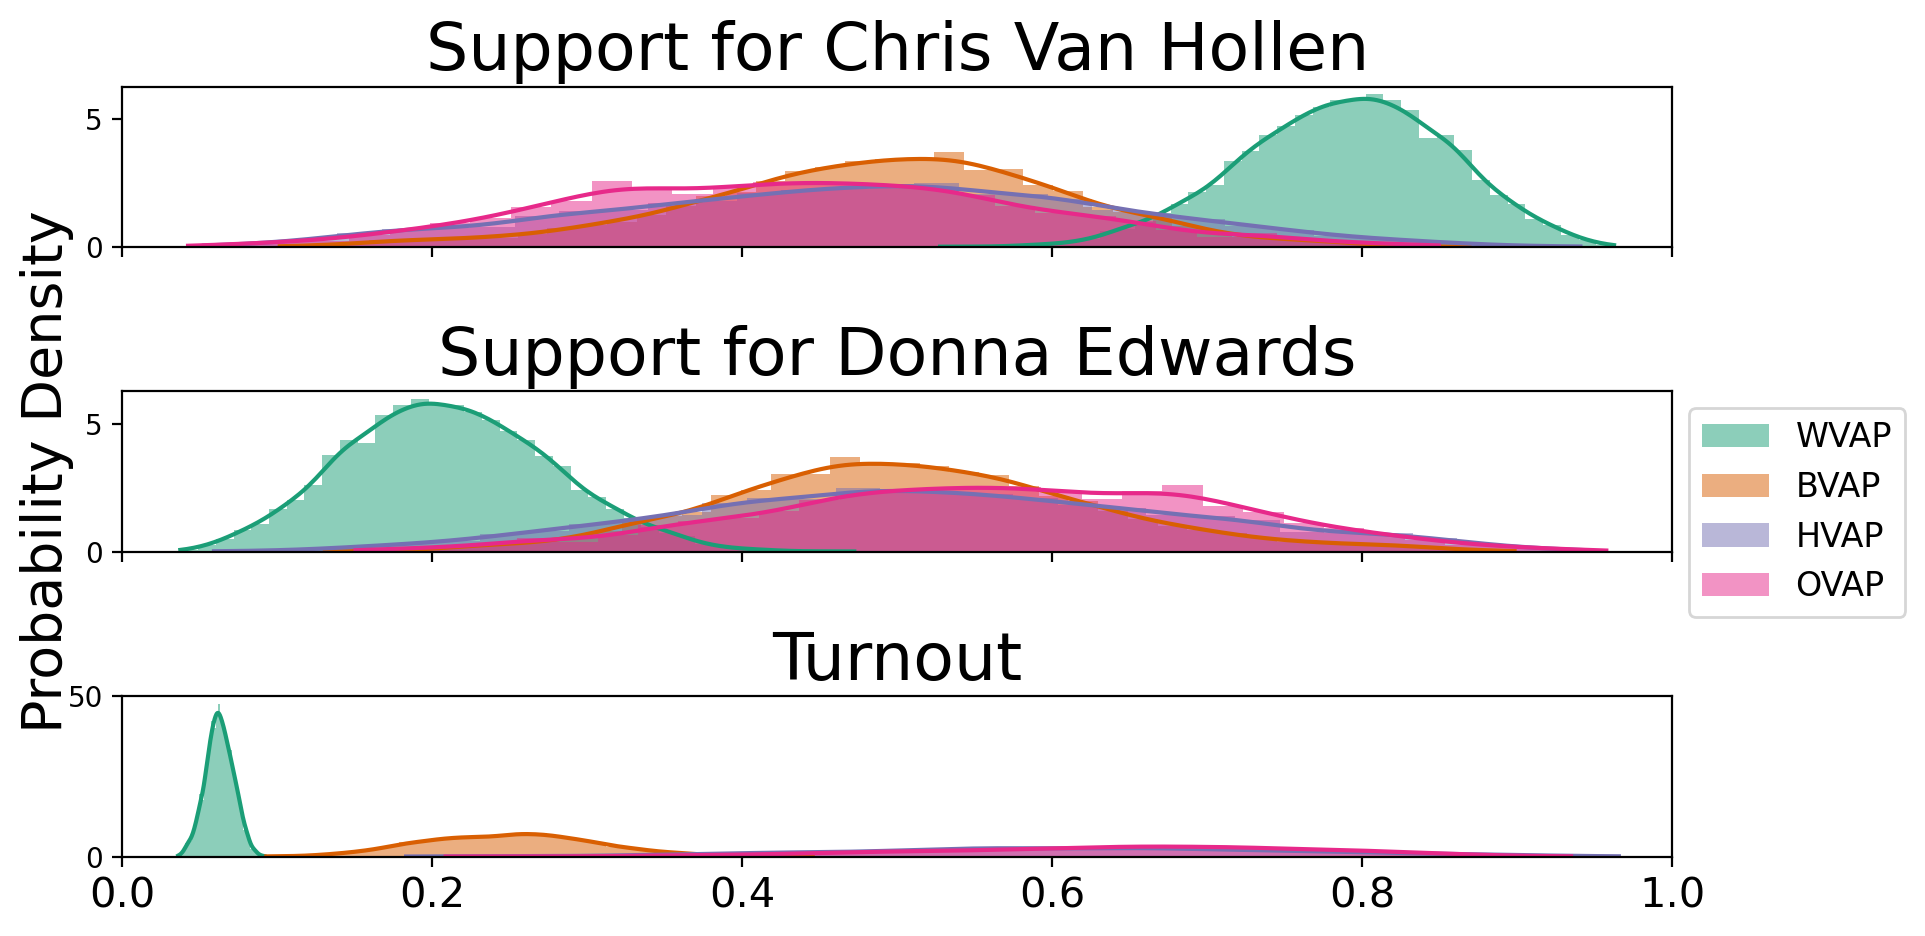 Support for Chris Van Hollen
5
0
Probability Density
Support for Donna Edwards
5
0
WVAP
BVAP
HVAP
OVAP
Turnout
50
0
0.0 0.2 0.4 0.6 0.8 1.0